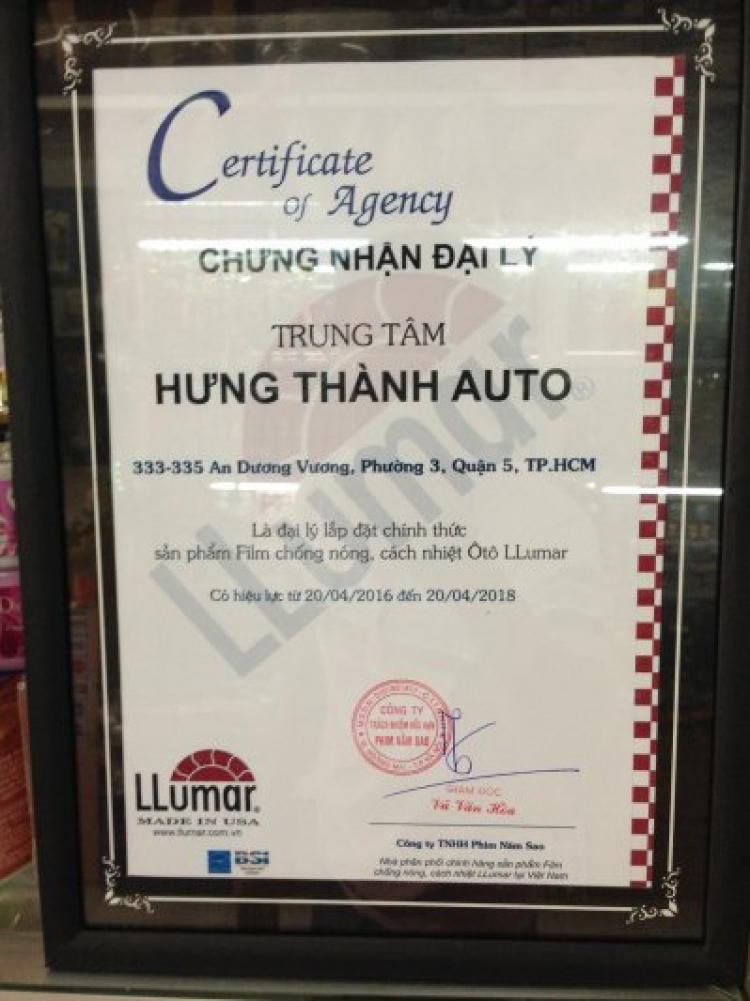 Certificate
of Agency
CHỨNG NHẬN ĐẠI LÝ
TRUNG TÂM
HƯNG THÀNH AUTO
333-335 An Dương Vương, Phường 3, Quận 5, TP.HCM
Là đại lý lắp đặt chính thức
sản phẩm Film chống nóng, cách nhiệt Ôtô LLumar
Có hiệu lực từ 20/04/2016 đến 20/04/2018
LLumar®
CÔNG TY
TRÁCH NHIỆM HỮU HẠN
PHIM NĂM SAO
GIÁM ĐỐC
Vũ Văn Hòa
LLumar®
MADE IN USA
www.llumar.com.vn
BSI
Công ty TNHH Phim Năm Sao
Nhà phân phối chính hãng sản phẩm Film
chống nóng, cách nhiệt LLumar tại Việt Nam